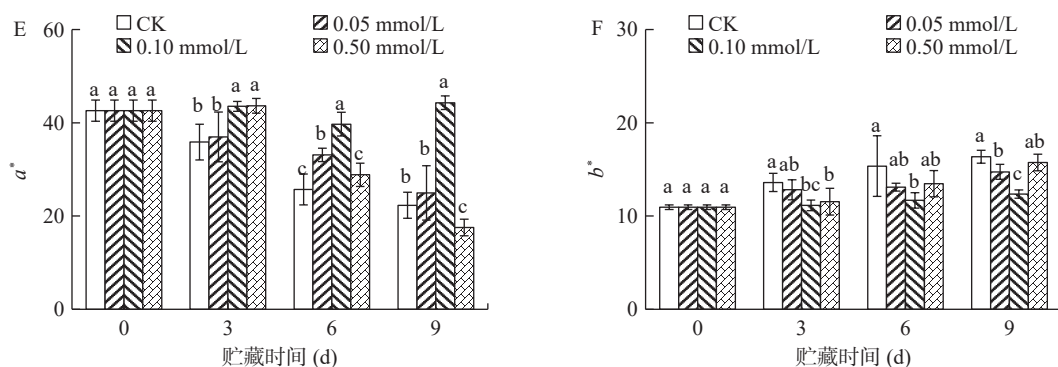 E
60
CK
0.05 mmol/L
0.10 mmol/L
0.50 mmol/L
a a a a
b b a a
c b a c
b b a c
40
20
0
a*
0 3 6 9
贮藏时间 (d)
F
30
CK
0.05 mmol/L
0.10 mmol/L
0.50 mmol/L
a a a a
a ab bc b
a ab b ab
a b c ab
20
10
0
b*
0 3 6 9
贮藏时间 (d)